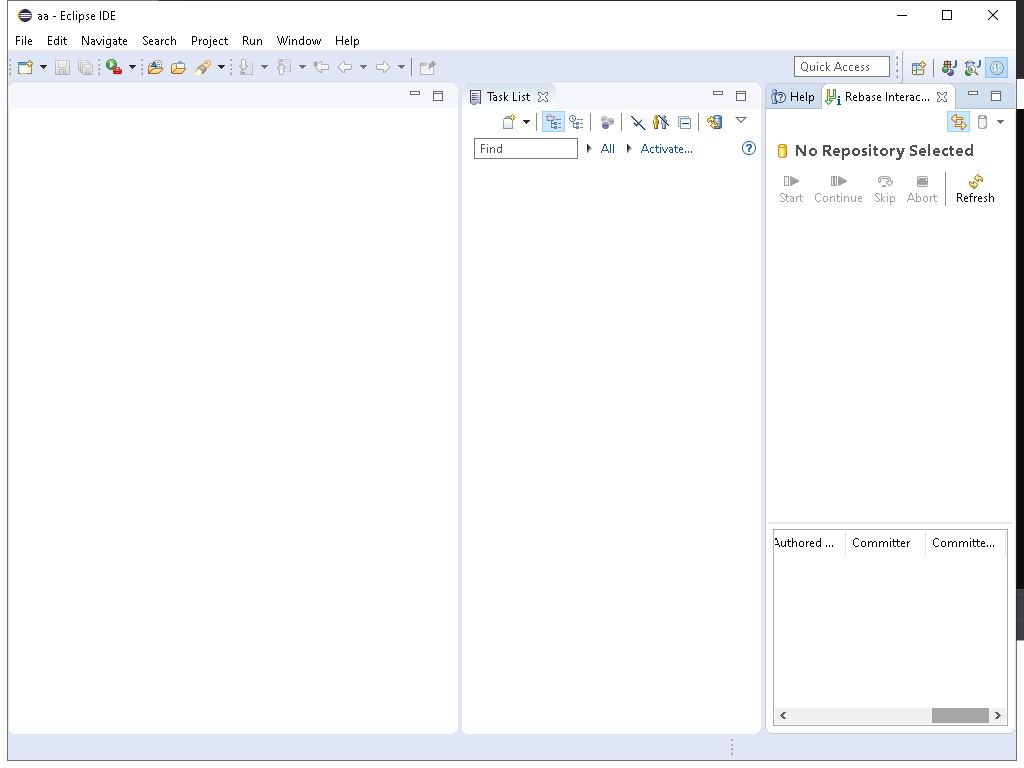 aa - Eclipse IDE
File Edit Navigate Search Project Run Window Help
Quick Access
Task List
Help
Rebase Interac...
Find
All
Activate...
No Repository Selected
Start Continue Skip Abort Refresh
Authored ... Committer Committe...